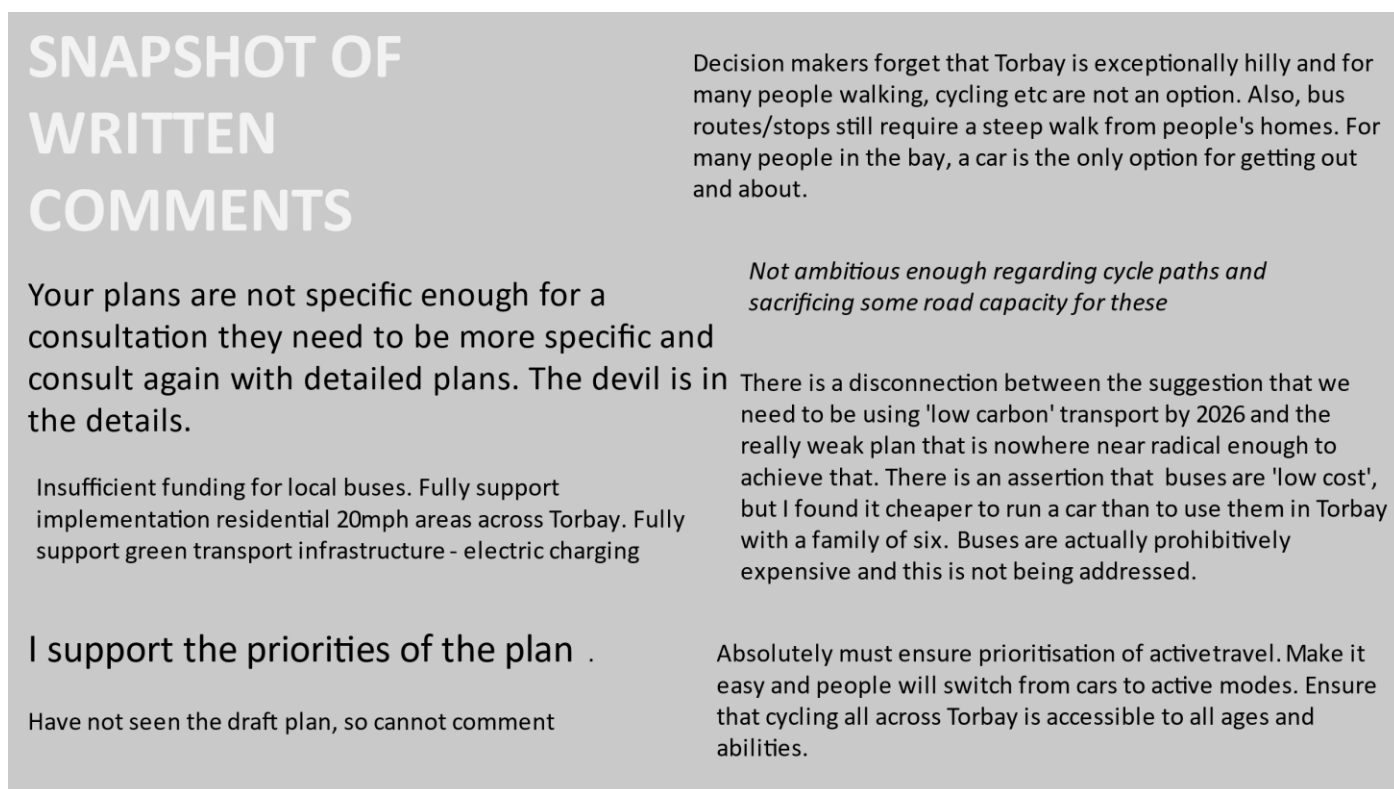 SNAPSHOT OF
WRITTEN
COMMENTS
Your plans are not specific enough for a
consultation they need to be more specific and
consult again with detailed plans. The devil is in
the details.
Insufficient funding for local buses. Fully support
implementation residential 20mph areas across Torbay. Fully
support green transport infrastructure - electric charging
I support the priorities of the plan .
Have not seen the draft plan, so cannot comment
Decision makers forget that Torbay is exceptionally hilly and for
many people walking, cycling etc are not an option. Also, bus
routes/stops still require a steep walk from people's homes. For
many people in the bay, a car is the only option for getting out
and about.
Not ambitious enough regarding cycle paths and
sacrificing some road capacity for these
There is a disconnection between the suggestion that we
need to be using 'low carbon' transport by 2026 and the
really weak plan that is nowhere near radical enough to
achieve that. There is an assertion that  buses are 'low cost',
but I found it cheaper to run a car than to use them in Torbay
with a family of six. Buses are actually prohibitively
expensive and this is not being addressed.
Absolutely must ensure prioritisation of active travel. Make it
easy and people will switch from cars to active modes. Ensure
that cycling all across Torbay is accessible to all ages and
abilities.